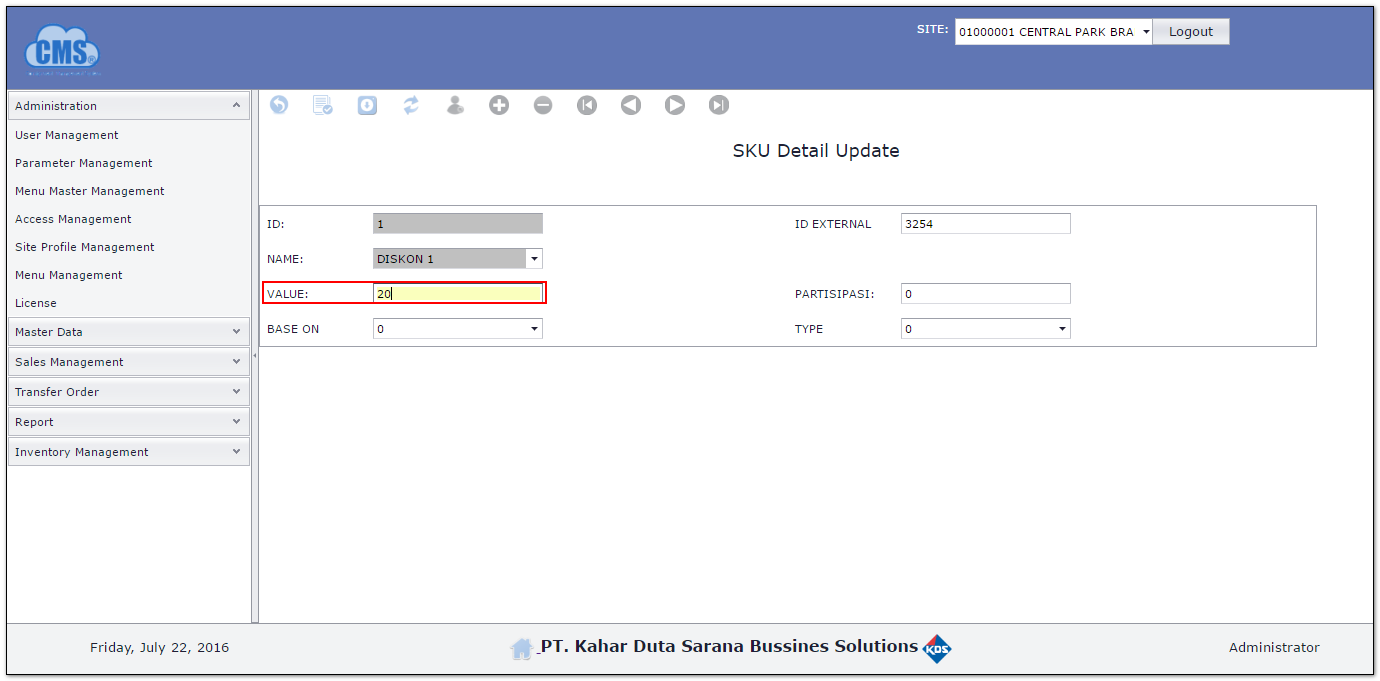 CMS
SITE: 01000001 CENTRAL PARK BRA Logout
Administration
User Management
Parameter Management
Menu Master Management
Access Management
Site Profile Management
Menu Management
License
Master Data
Sales Management
Transfer Order
Report
Inventory Management
SKU Detail Update
ID: 1 ID EXTERNAL 3254
NAME: DISKON 1
VALUE: 20 PARTISIPASI: 0
BASE ON 0 TYPE 0
Friday, July 22, 2016
PT. Kahar Duta Sarana Bussines Solutions KDS
Administrator